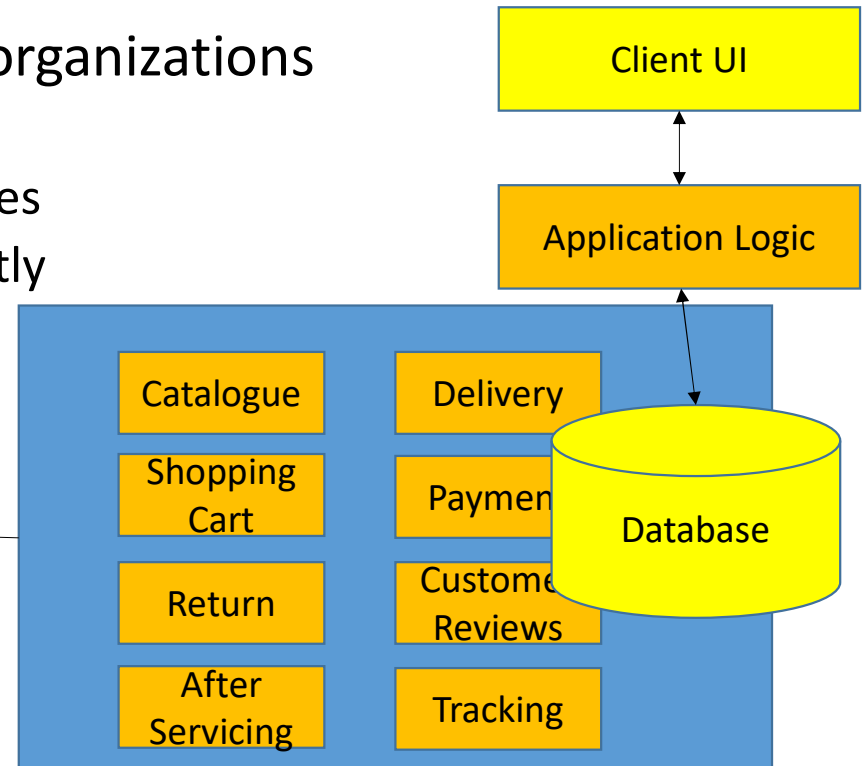 organizations
es
tly
Client UI
Application Logic
Catalogue
Delivery
Shopping
Cart
Paymen
Return
Custome
Reviews
After
Servicing
Tracking
Database